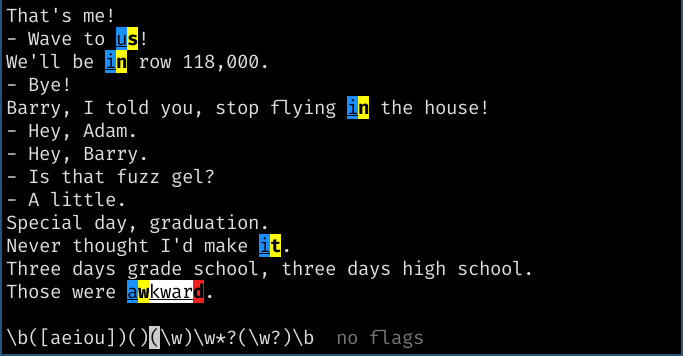 That's me!
- Wave to us!
We'll be in row 118,000.
- Bye!
Barry, I told you, stop flying in the house!
- Hey, Adam.
- Hey, Barry.
- Is that fuzz gel?
- A little.
Special day, graduation.
Never thought I'd make it.
Three days grade school, three days high school.
Those were awkward.
\b([aeiou])()(\w)\w*?(\w?)\b no flags